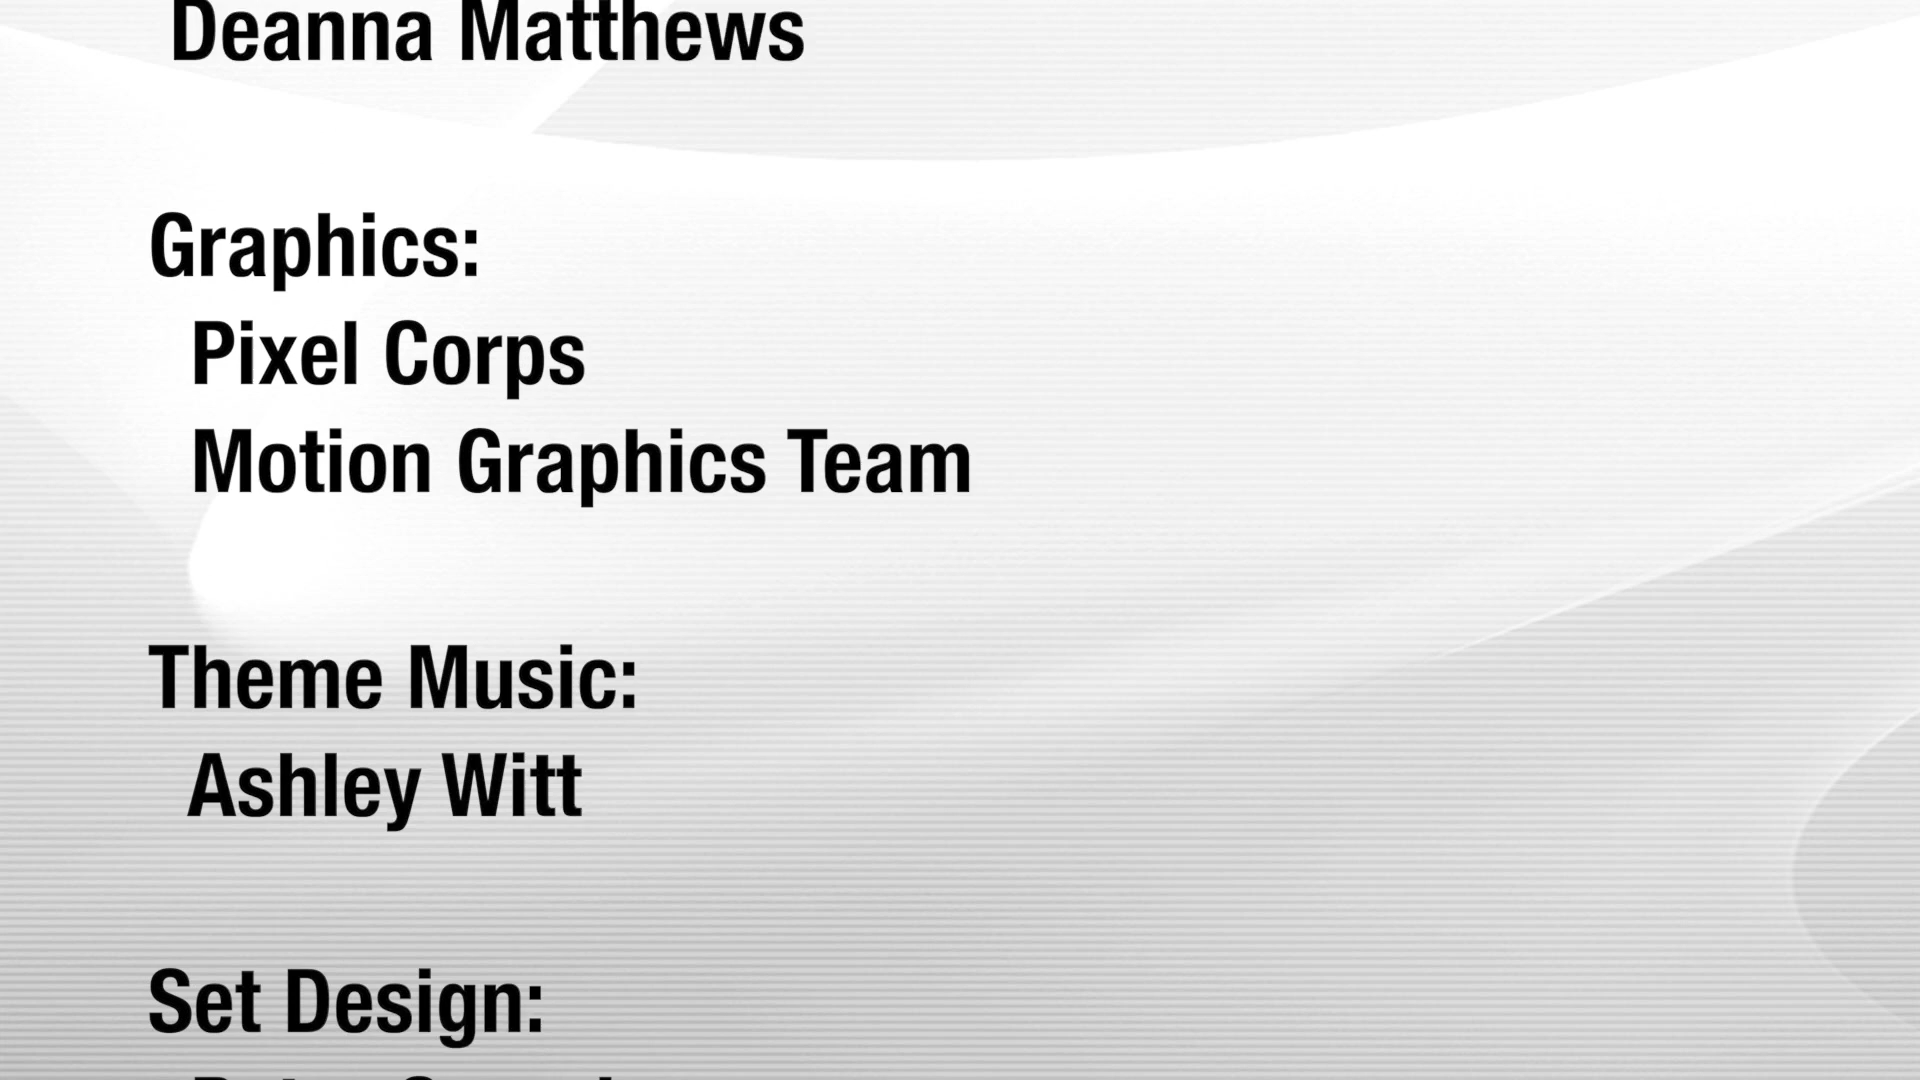 Deanna Matthews
Graphics:
Pixel Corps
Motion Graphics Team
Theme Music:
Ashley Witt
Set Design: